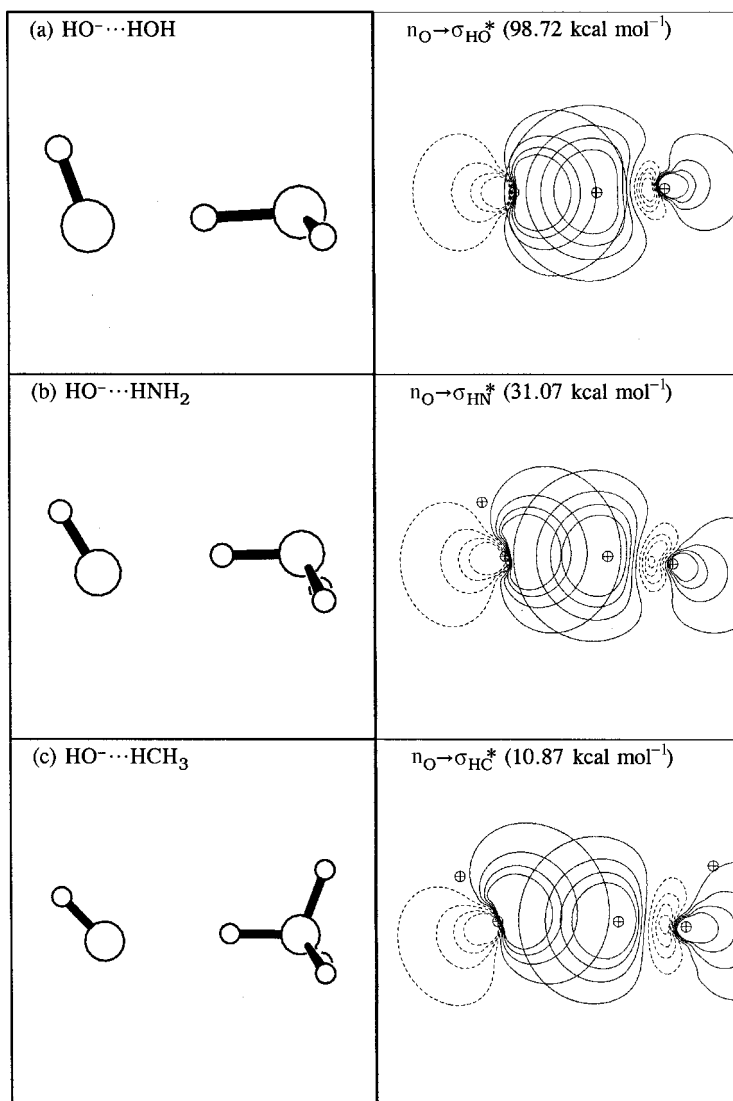 (a) HO⁻···HOH
n_O→σ_HO* (98.72 kcal mol⁻¹)
(b) HO⁻···HNH₂
n_O→σ_HN* (31.07 kcal mol⁻¹)
(c) HO⁻···HCH₃
n_O→σ_HC* (10.87 kcal mol⁻¹)